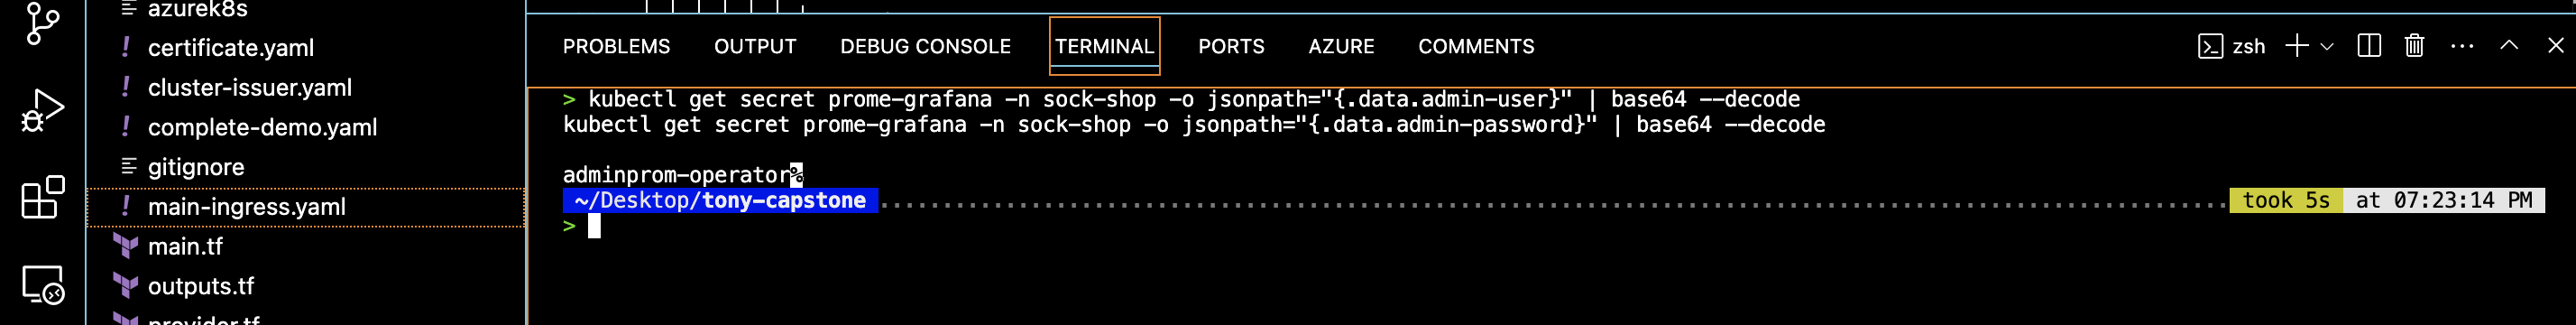 azurek8s
! certificate.yaml
! cluster-issuer.yaml
! complete-demo.yaml
gitignore
! main-ingress.yaml
main.tf
outputs.tf
provider.tf
PROBLEMS OUTPUT DEBUG CONSOLE TERMINAL PORTS AZURE COMMENTS zsh
> kubectl get secret prome-grafana -n sock-shop -o jsonpath="{.data.admin-user}" | base64 --decode
kubectl get secret prome-grafana -n sock-shop -o jsonpath="{.data.admin-password}" | base64 --decode
adminprom-operator%
~/Desktop/tony-capstone took 5s at 07:23:14 PM
>